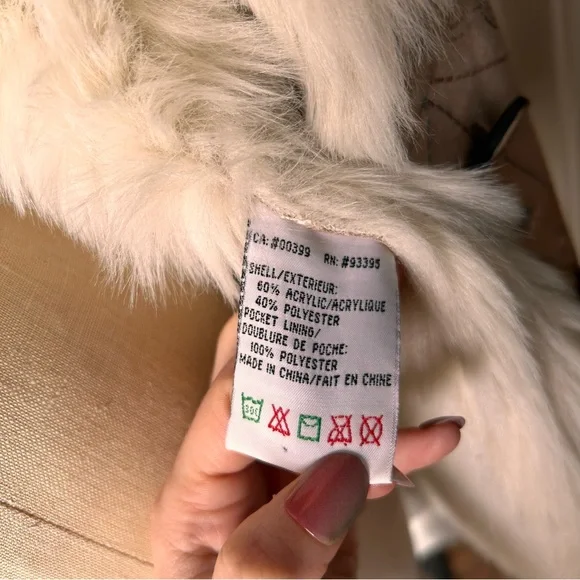 CA: #00399 RN: #93395
SHELL/EXTERIEUR:
60% ACRYLIC/ACRYLIQUE
40% POLYESTER
POCKET LINING/
DOUBLURE DE POCHE:
100% POLYESTER
MADE IN CHINA/FAIT EN CHINE